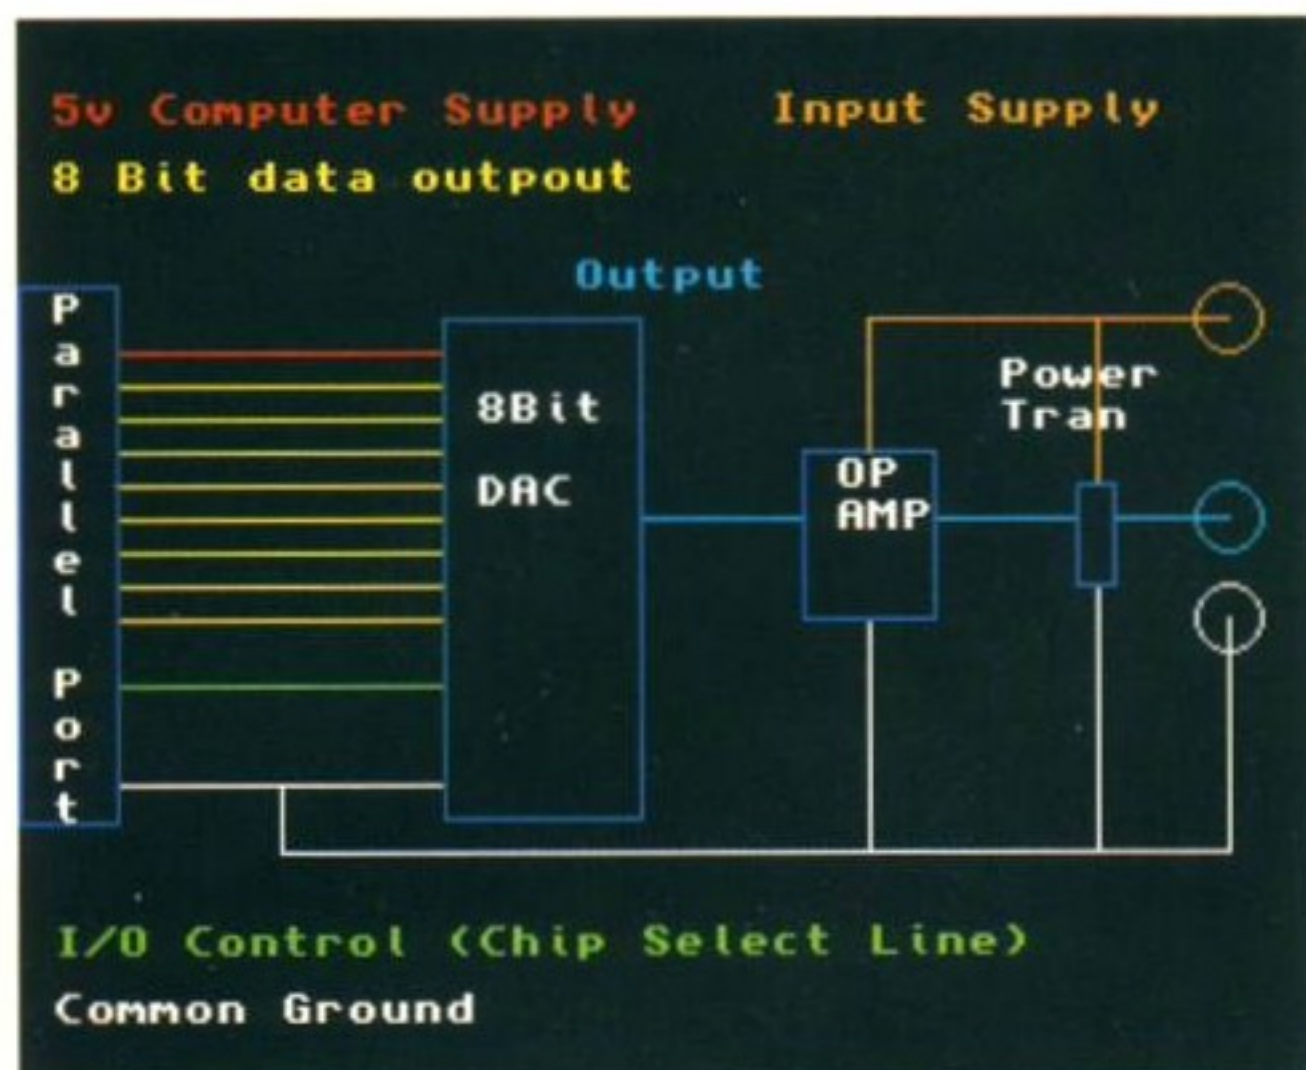 5v Computer Supply
Input Supply
8 Bit data outpout
Output
Parallel Port
8Bit
DAC
Power
Tran
OP
AMP
I/O Control (Chip Select Line)
Common Ground